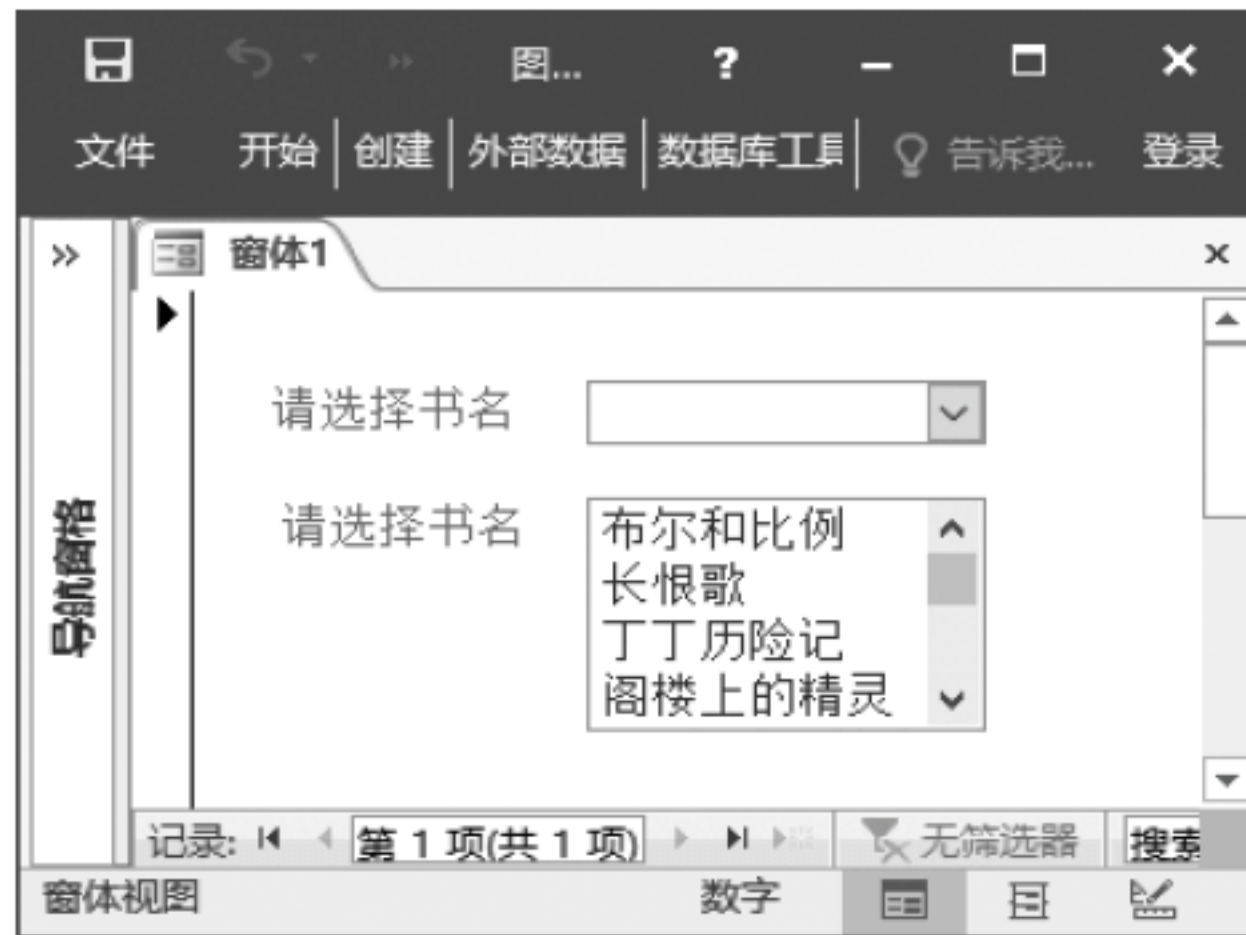 图... ?
文件 开始 创建 外部数据 数据库工具 告诉我... 登录
窗体1
请选择书名
请选择书名
布尔和比例
长恨歌
丁丁历险记
阁楼上的精灵
导航窗格
记录: 第 1 项(共 1 项) 无筛选器 搜索
窗体视图 数字